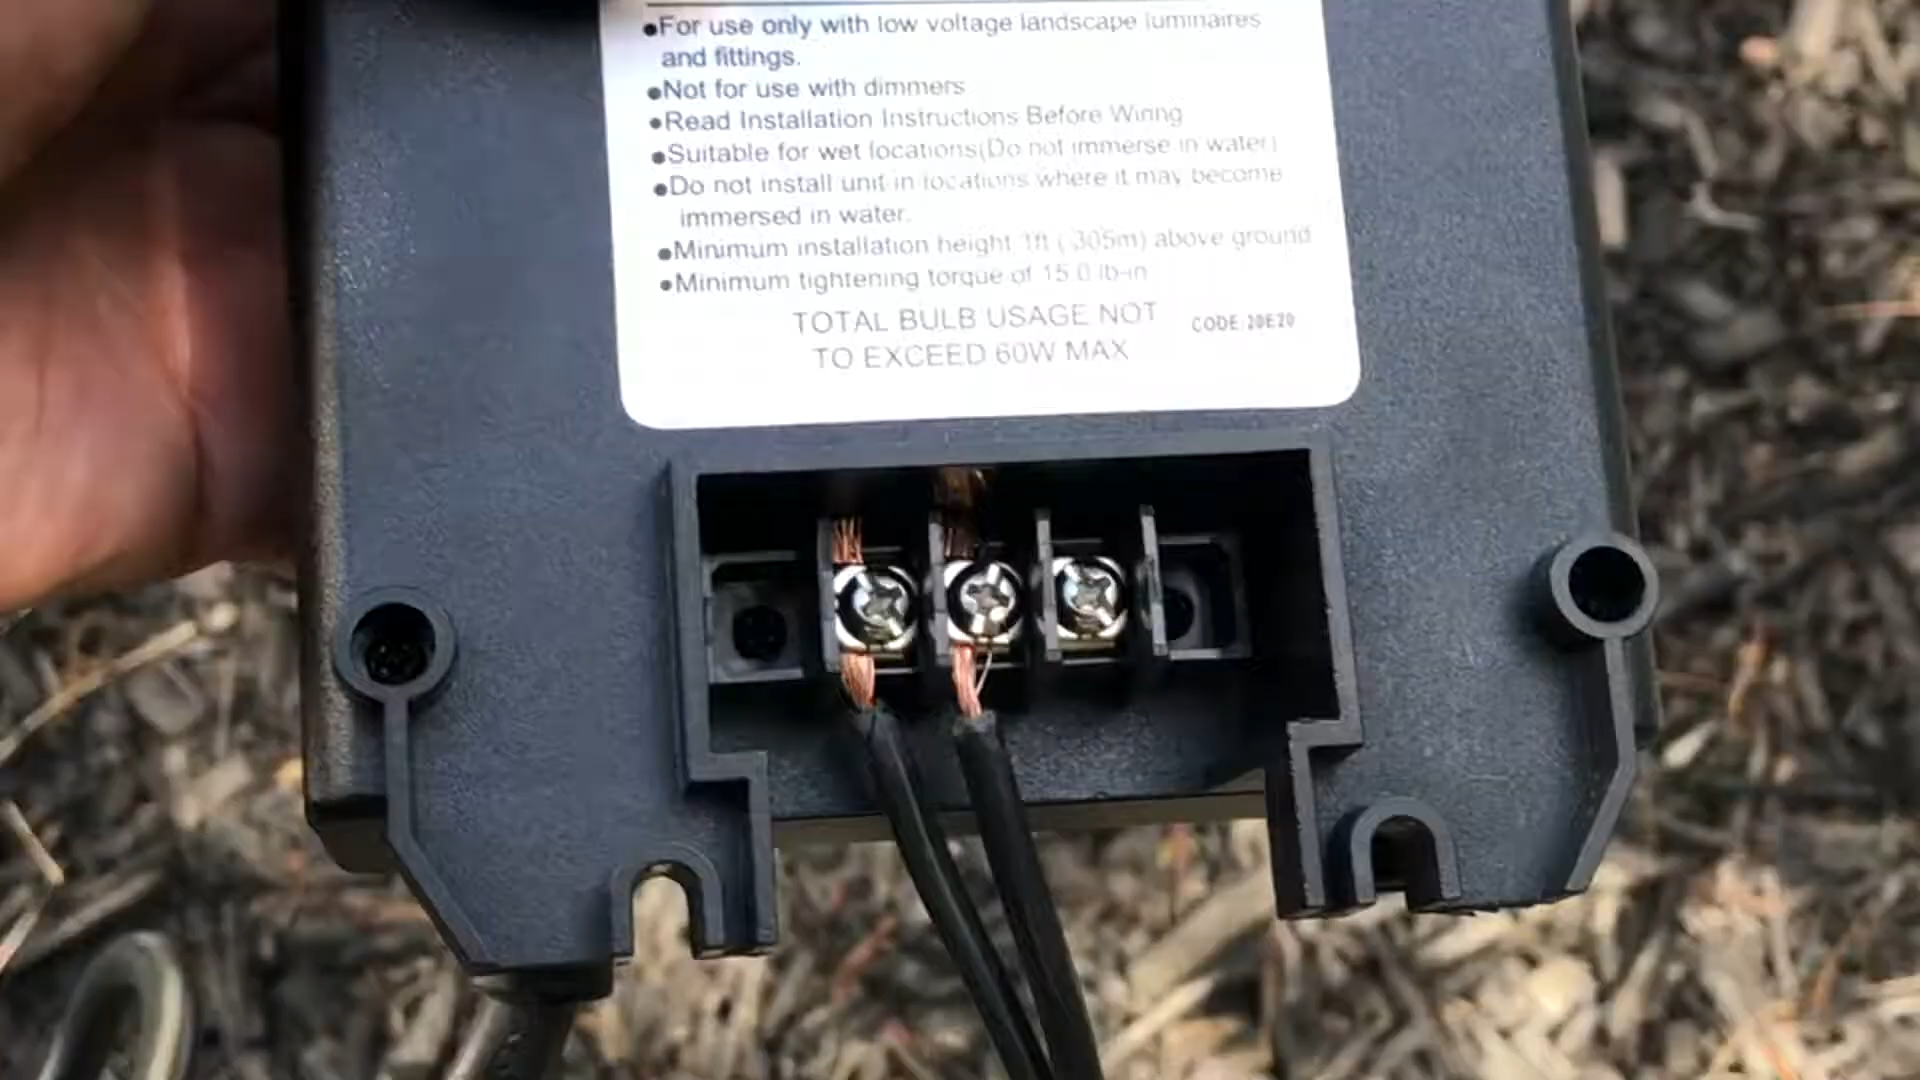 ●For use only with low voltage landscape luminaires
and fittings.
●Not for use with dimmers
●Read Installation Instructions Before Wiring
●Suitable for wet locations(Do not immerse in water)
●Do not install unit in locations where it may become
immersed in water.
●Minimum installation height 1ft (.305m) above ground
●Minimum tightening torque of 15.0 lb-in
TOTAL BULB USAGE NOT
TO EXCEED 60W MAX
CODE:20E20